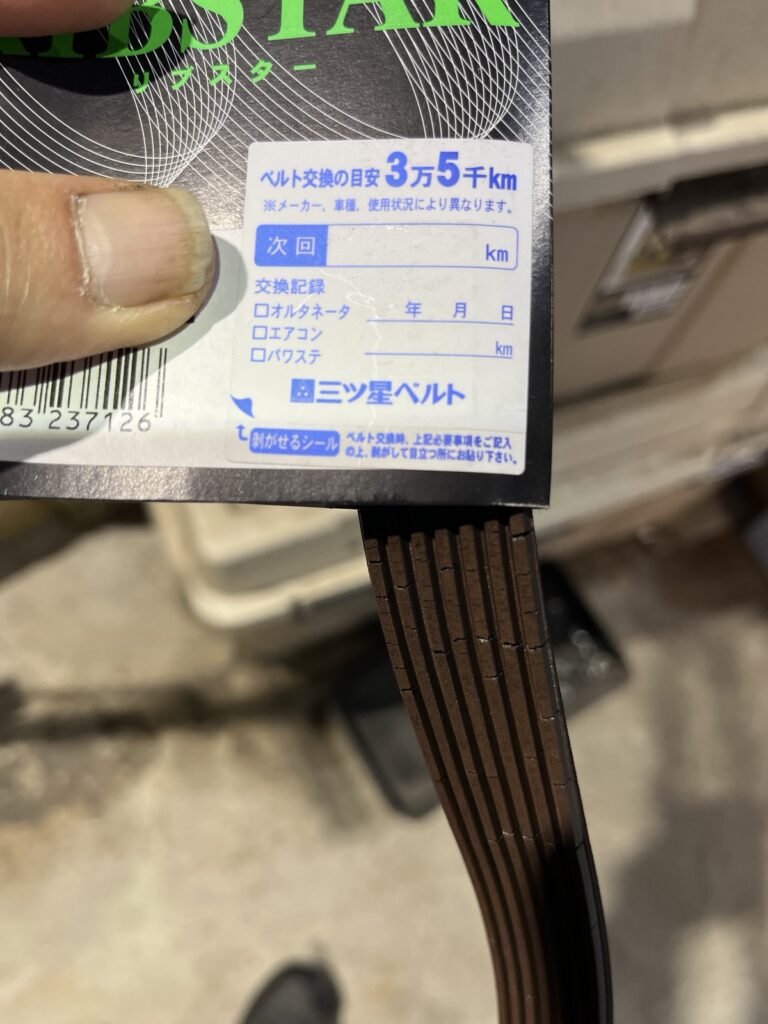 IBSTAR
リブスター
ベルト交換の目安 3万5千km
※メーカー、車種、使用状況により異なります。
次回 km
交換記録
□オルタネータ 年 月 日
□エアコン
□パワステ km
三ツ星ベルト
83 237126
剥がせるシール ベルト交換時、上記必要事項をご記入
の上、剥がして目立つ所にお貼り下さい。